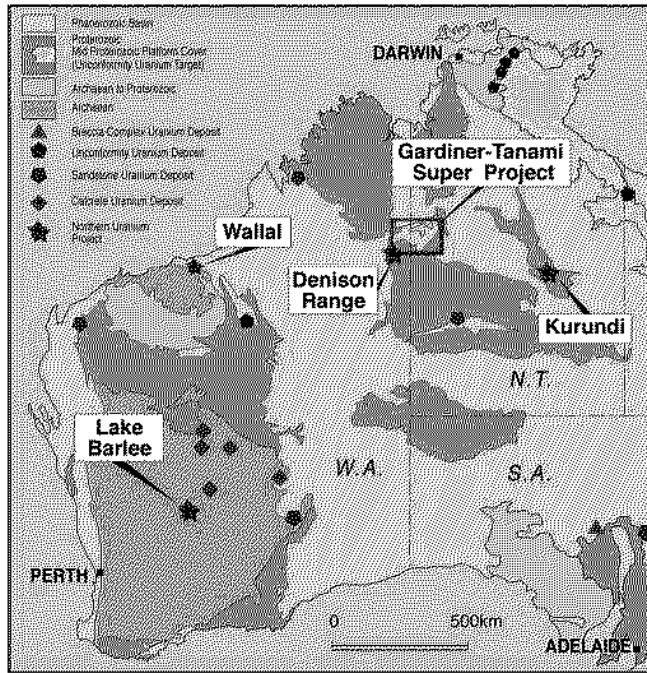 Phanerozoic Basin
Proterozoic
Mid Proterozoic Platform Cover
(Unconformity Uranium Target)
Archaean to Proterozoic
Archaean
Breccia Complex Uranium Deposit
Unconformity Uranium Deposit
Sandstone Uranium Deposit
Calcrete Uranium Deposit
Northern Uranium
Project
DARWIN
Gardiner-Tanami
Super Project
Wallal
Denison
Range
Kurundi
N.T.
Lake
Barlee
W.A.
S.A.
PERTH
0 500km
ADELAIDE